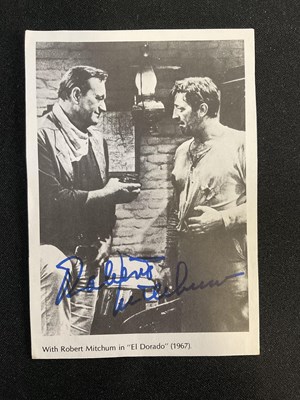 Robert
Mitchum
With Robert Mitchum in "El Dorado" (1967).